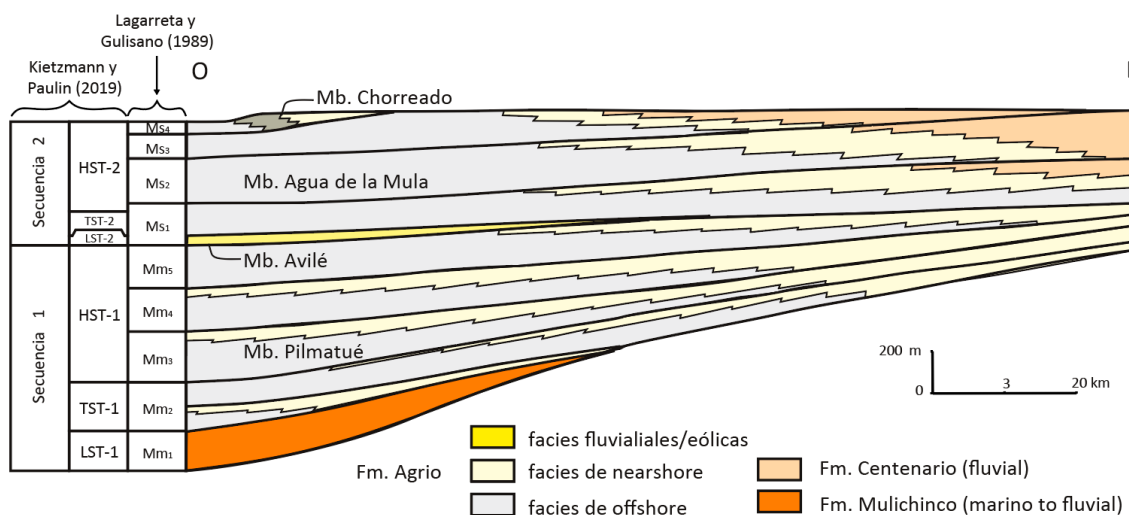 Lagarreta y
Gulisano (1989)
Kietzmann y
Paulin (2019)
O
Mb. Chorreado
Secuencia 2
HST-2
TST-2
LST-2
Ms4
Ms3
Ms2
Ms1
Mb. Agua de la Mula
Mb. Avilé
Secuencia 1
HST-1
TST-1
LST-1
Mm5
Mm4
Mm3
Mm2
Mm1
Mb. Pilmatué
200 m
0
3
20 km
Fm. Agrio
facies fluvialiales/eólicas
facies de nearshore
facies de offshore
Fm. Centenario (fluvial)
Fm. Mulichinco (marino to fluvial)